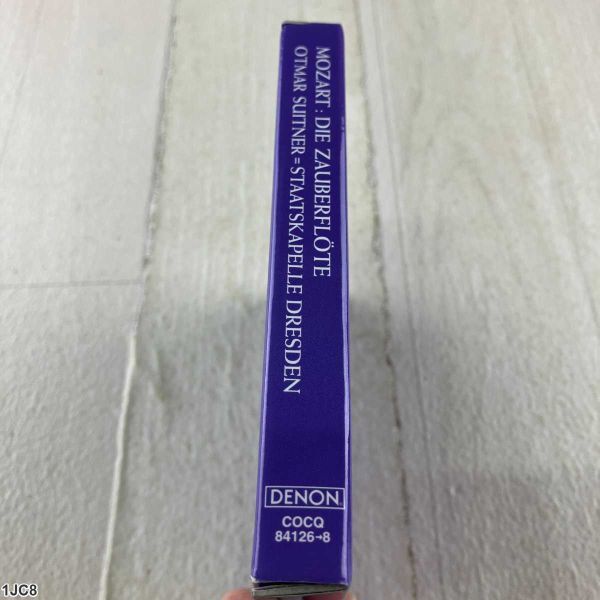 MOZART : DIE ZAUBERFLÖTE
OTMAR SUITNER = STAATSKAPELLE DRESDEN
DENON
COCQ
84126→8
1JC8